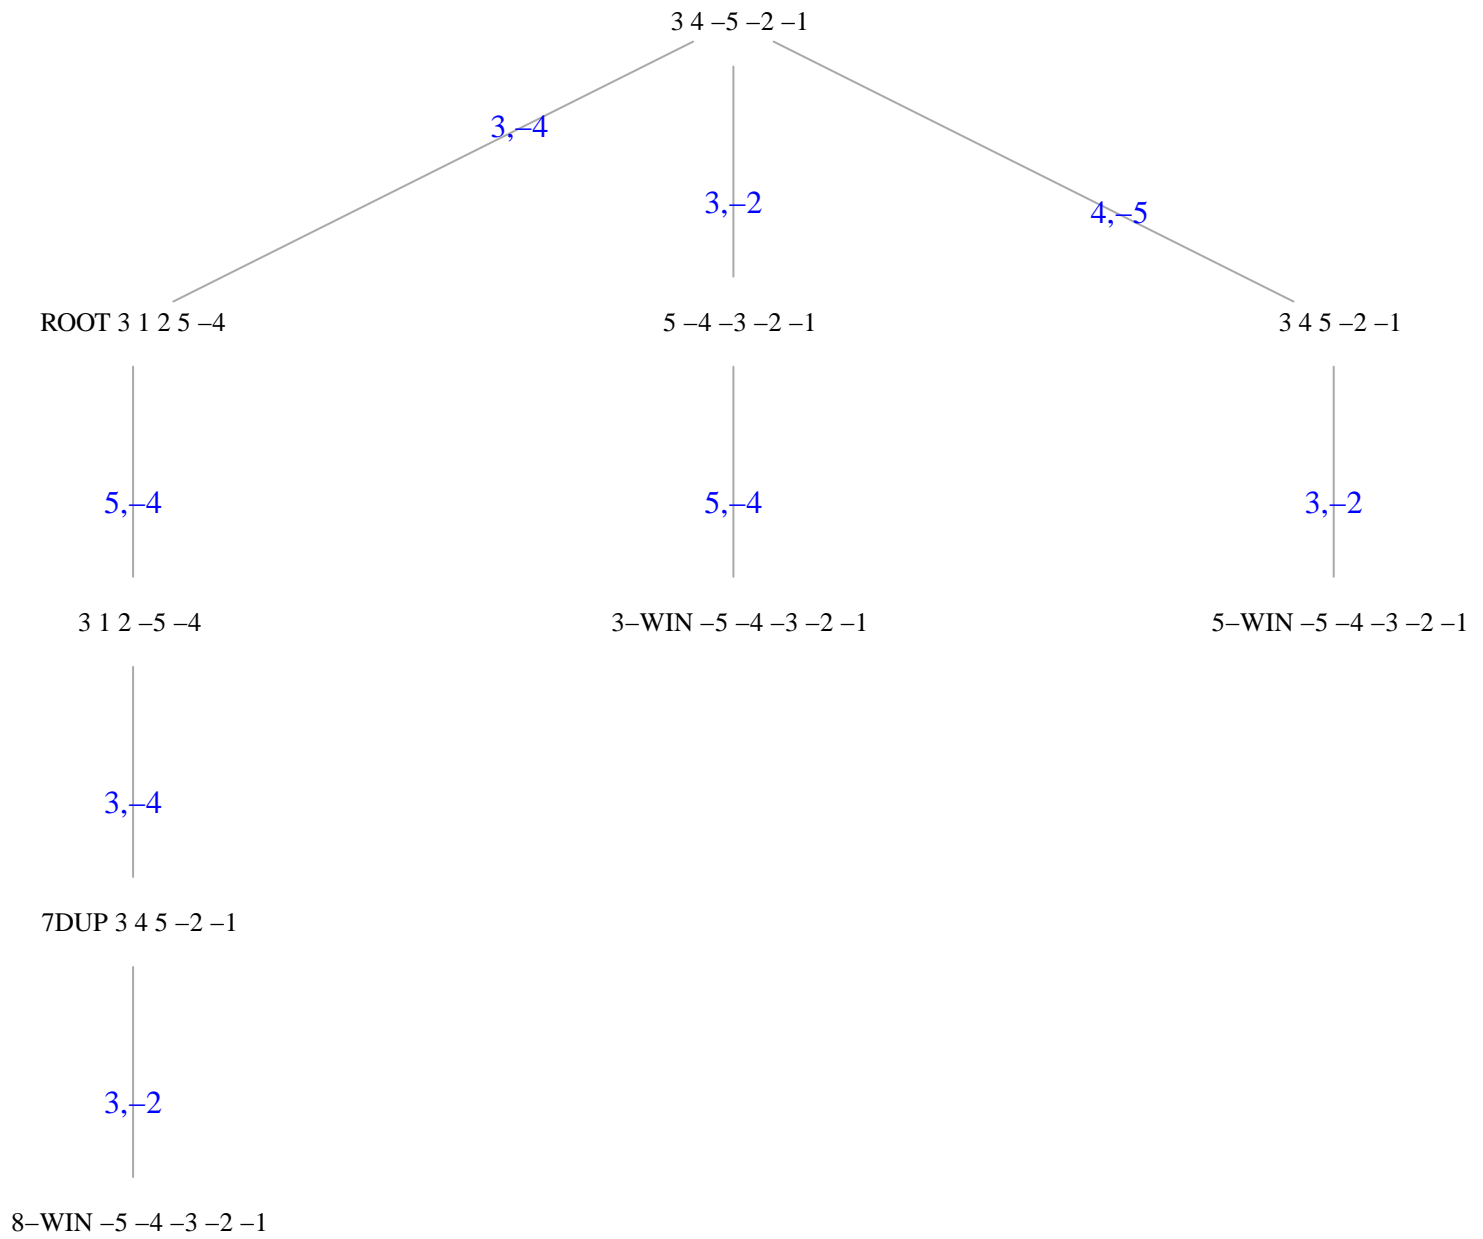 3 4 –5 –2 –1
3,–4
3,–2
4,–5
ROOT 3 1 2 5 –4
5 –4 –3 –2 –1
3 4 5 –2 –1
5,–4
5,–4
3,–2
3 1 2 –5 –4
3–WIN –5 –4 –3 –2 –1
5–WIN –5 –4 –3 –2 –1
3,–4
7DUP 3 4 5 –2 –1
3,–2
8–WIN –5 –4 –3 –2 –1